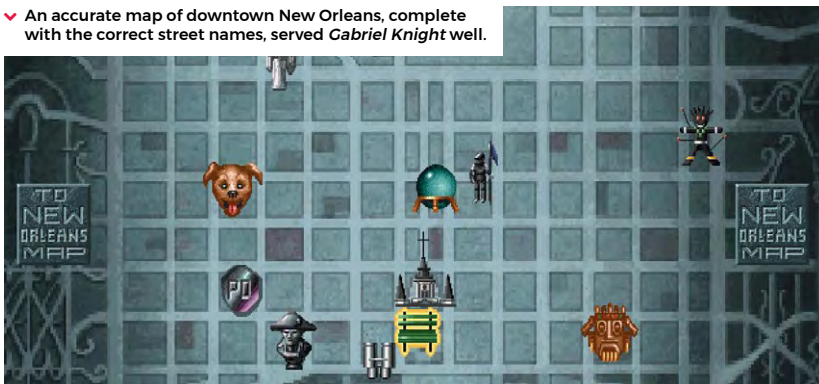 An accurate map of downtown New Orleans, complete
with the correct street names, served Gabriel Knight well.
TO
NEW
ORLEANS
MAP
PD
TO
NEW
ORLEANS
MAP